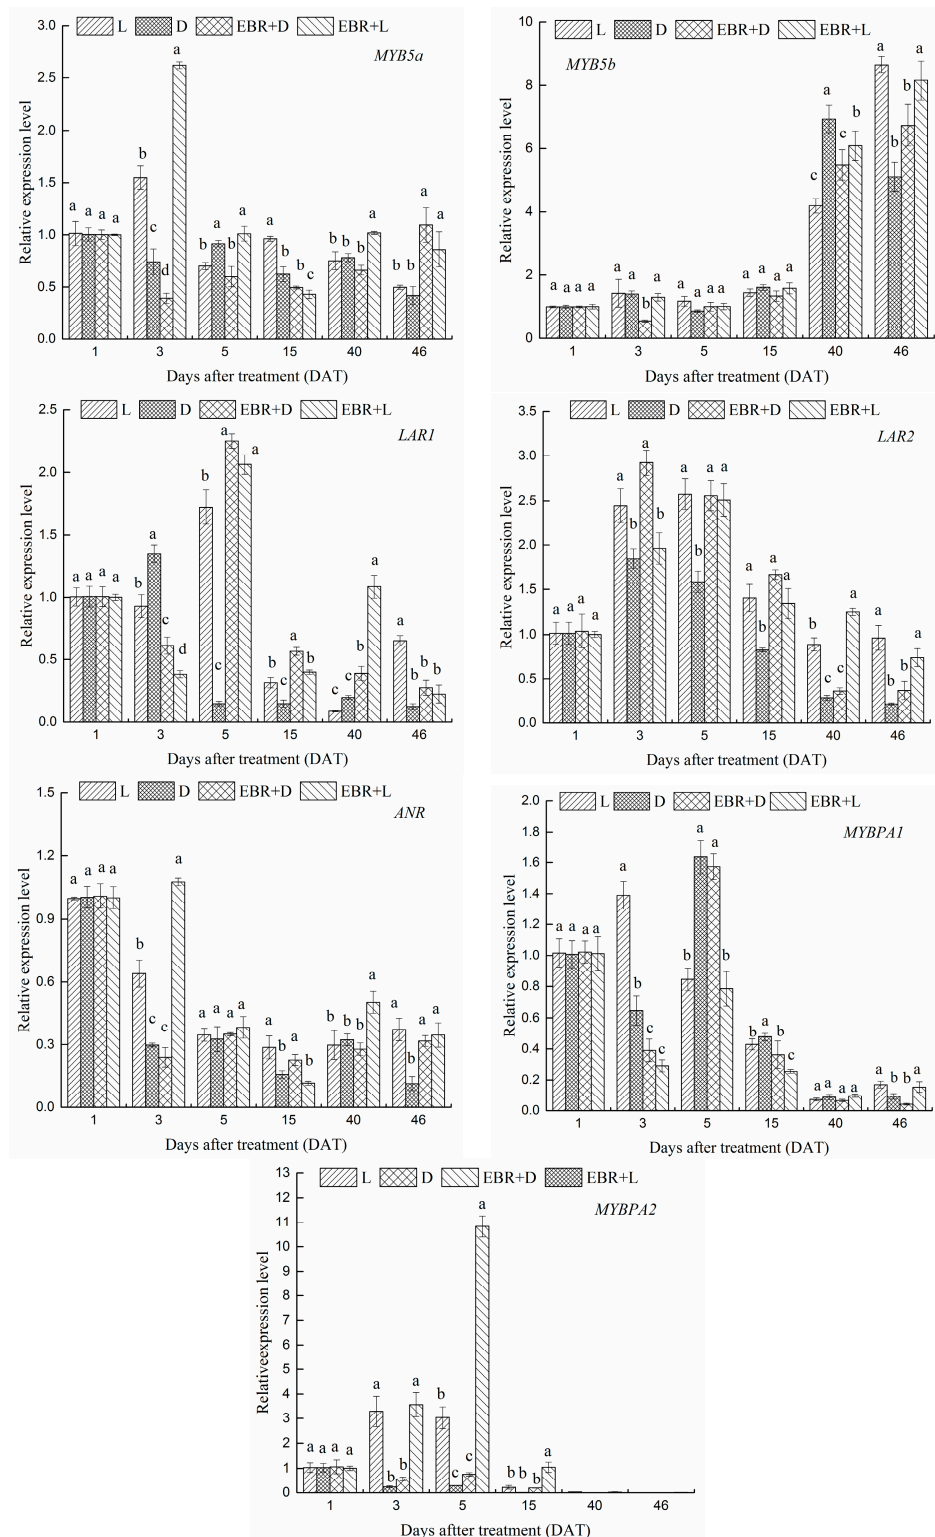 L D EBR+D EBR+L
MYB5a
Relative expression level
3.0
2.5
2.0
1.5
1.0
0.5
0.0
a a a a
b c d a
b a b a
a b b c
b b b a
b b a a
1 3 5 15 40 46
Days after treatment (DAT)
L D EBR+D EBR+L
MYB5b
Relative expression level
10
8
6
4
2
0
a a a a
a a b a
a a a a
a a a a
c a c b
a b b a
1 3 5 15 40 46
Days after treatment (DAT)
L D EBR+D EBR+L
LAR1
Relative expression level
2.5
2.0
1.5
1.0
0.5
0.0
a a a a
b a c d
b c a a
b c a b
c c b a
a b b b
1 3 5 15 40 46
Days after treatment (DAT)
L D EBR+D EBR+L
LAR2
Relative expression level
3.5
3.0
2.5
2.0
1.5
1.0
0.5
0.0
a a a a
a b a b
a b a a
a b a a
b c c a
a b b a
1 3 5 15 40 46
Days after treatment (DAT)
L D EBR+D EBR+L
ANR
Relative expression level
1.5
1.2
0.9
0.6
0.3
0.0
a a a a
b c c a
a a a a
a b a b
b b b a
a b a a
1 3 5 15 40 46
Days after treatment (DAT)
L D EBR+D EBR+L
MYBPA1
Relative expression level
2.0
1.8
1.6
1.4
1.2
1.0
0.8
0.6
0.4
0.2
0.0
a a a a
a b c c
b a a b
b a b c
a a a a
a b b a
1 3 5 15 40 46
Days after treatment (DAT)
L D EBR+D EBR+L
MYBPA2
Relativeexpression level
13
12
11
10
9
8
7
6
5
4
3
2
1
0
a a a a
a b b a
b c c a
b b b a
1 3 5 15 40 46
Days aftter treatment (DAT)